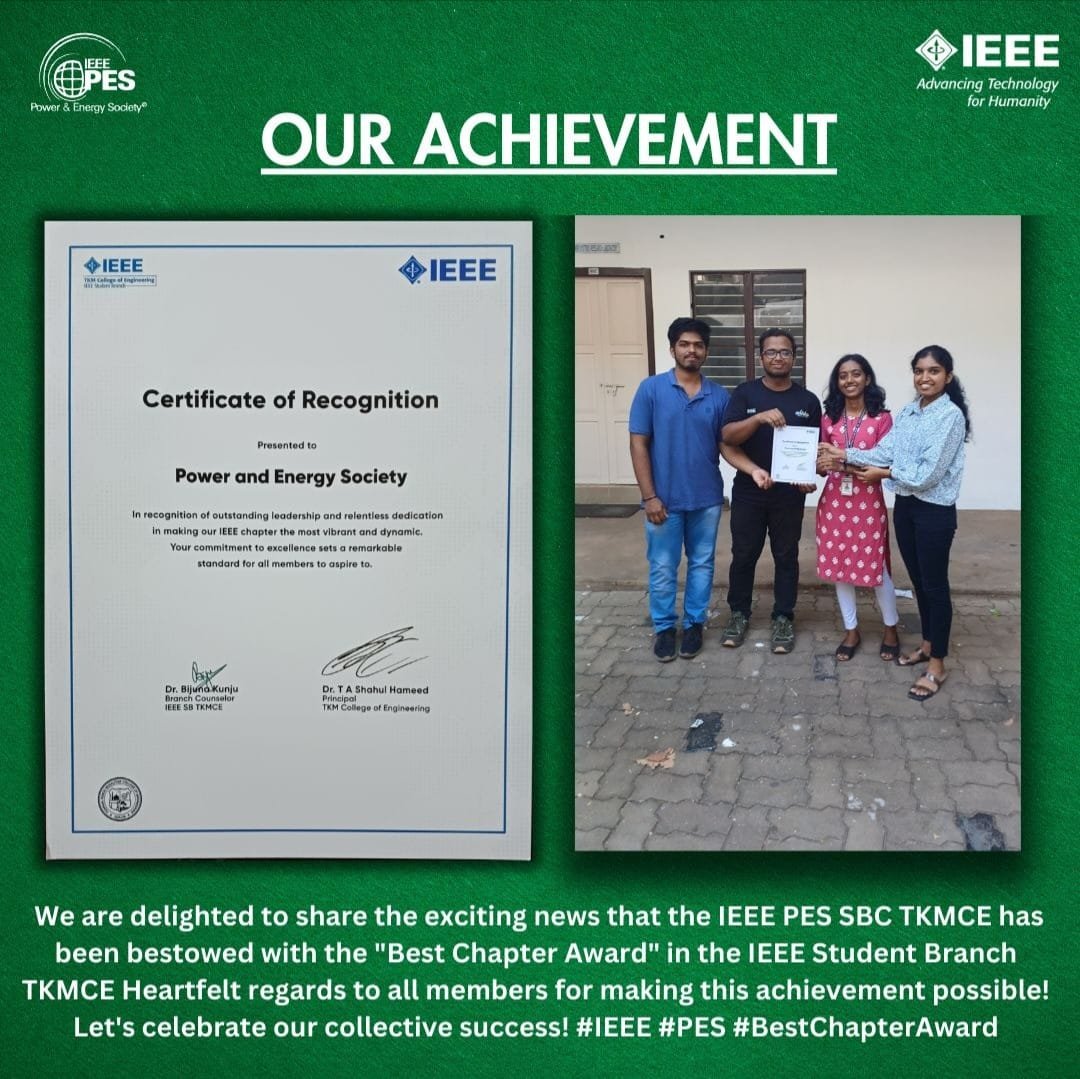 IEEE
PES
Power & Energy Society®
IEEE
Advancing Technology
for Humanity
OUR ACHIEVEMENT
IEEE
TKM College of Engineering
IEEE Student Branch
IEEE
Certificate of Recognition
Presented to
Power and Energy Society
In recognition of outstanding leadership and relentless dedication
in making our IEEE chapter the most vibrant and dynamic.
Your commitment to excellence sets a remarkable
standard for all members to aspire to.
Dr. Bijuna Kunju
Branch Counselor
IEEE SB TKMCE
Dr. T A Shahul Hameed
Principal
TKM College of Engineering
We are delighted to share the exciting news that the IEEE PES SBC TKMCE has
been bestowed with the "Best Chapter Award" in the IEEE Student Branch
TKMCE Heartfelt regards to all members for making this achievement possible!
Let's celebrate our collective success! #IEEE #PES #BestChapterAward